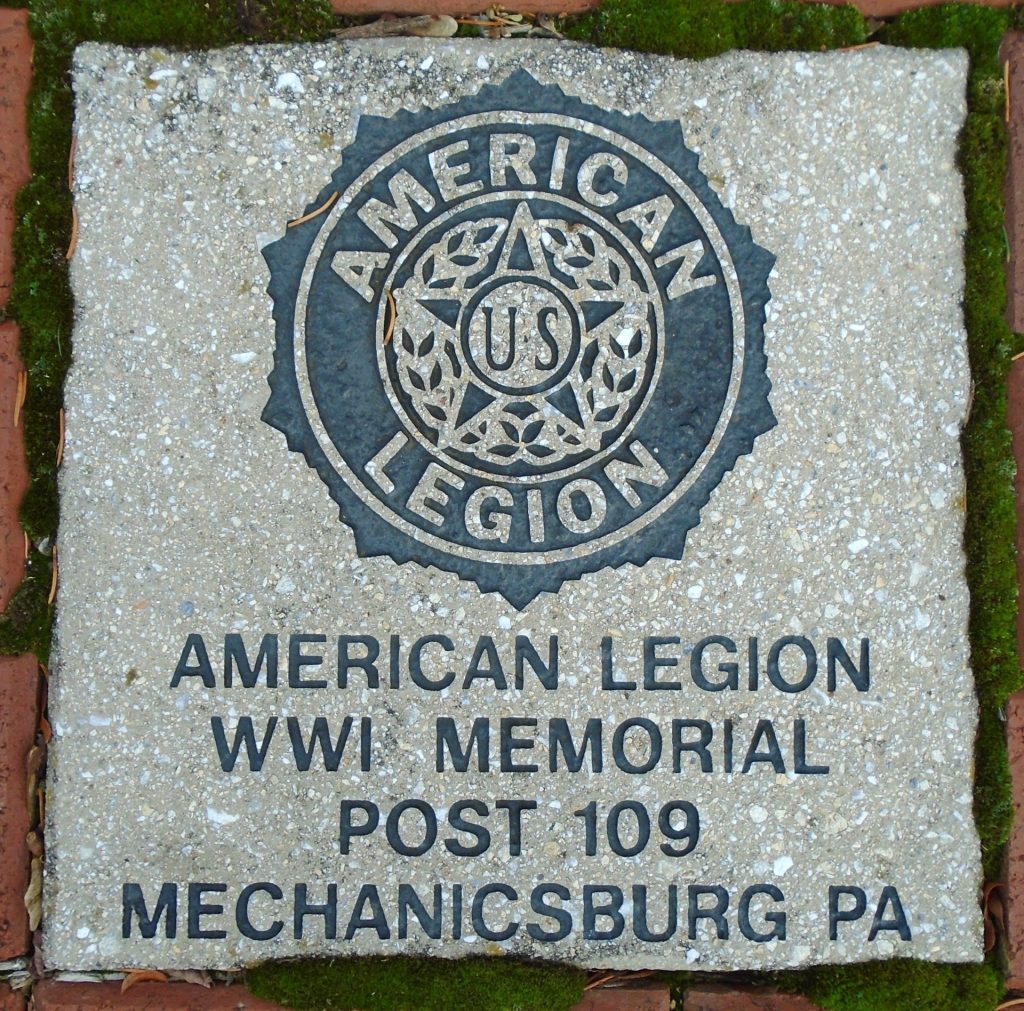 AMERICAN
US
LEGION
AMERICAN LEGION
WWI MEMORIAL
POST 109
MECHANICSBURG PA